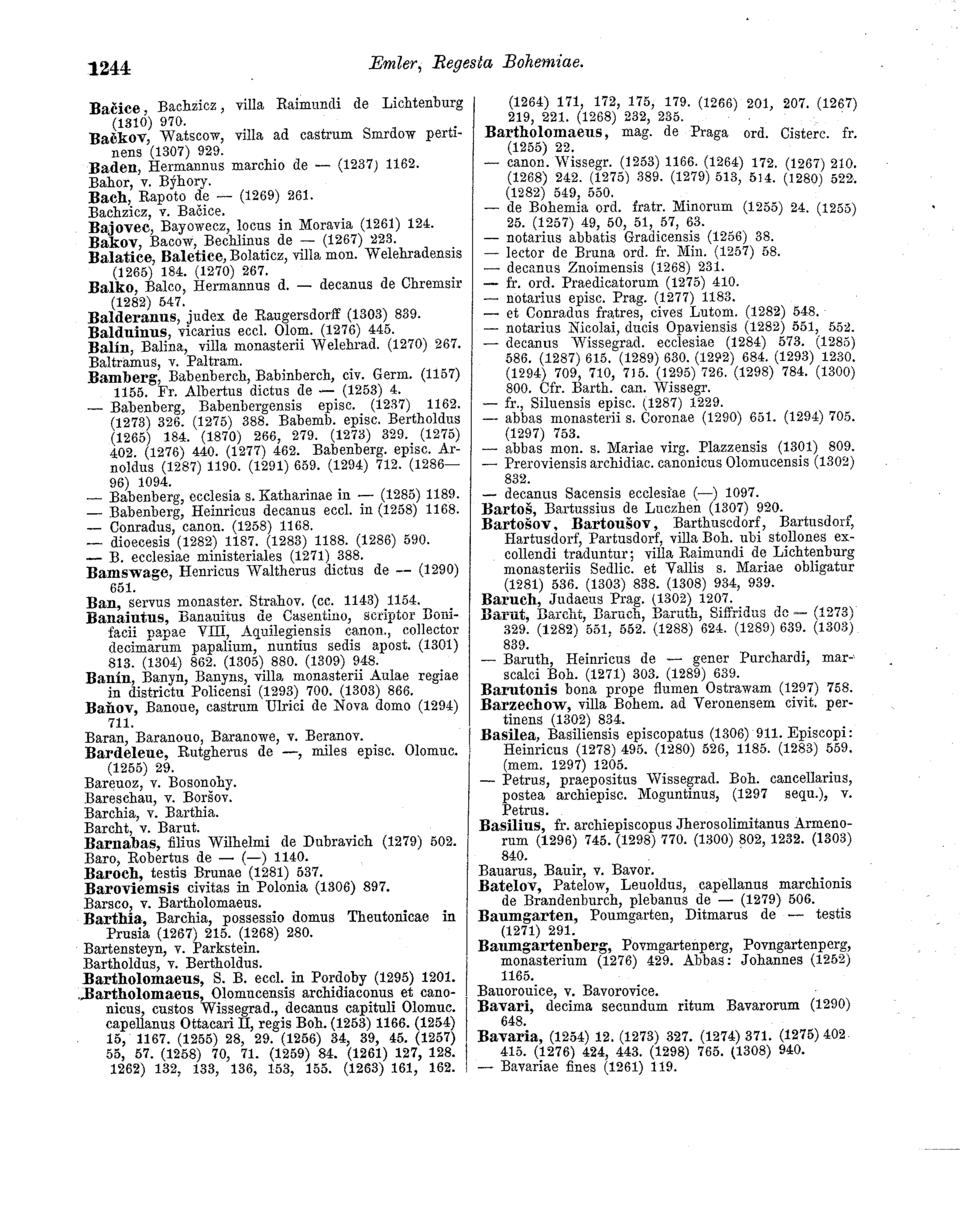 1244
Emler, Regesta Bohemiae.
Bačice, Bachzicz, villa Raimundi de Lichtenburg
(1310) 970.
Bačkov, Watscow, villa ad castrum Smrdow perti-
nens (1307) 929.
Baden, Hermannus marchio de — (1237) 1162.
Bahor, v. Býhory.
Bach, Rapoto de — (1269) 261.
Bachzicz, v. Bačice.
Bajovec, Bayowecz, locus in Moravia (1261) 124.
Bakov, Bacow, Bechlinus de — (1267) 223.
Balatice, Baletice, Bolaticz, villa mon. Welehradensis
(1265) 184. (1270) 267.
Balko, Balco, Hermannus d. — decanus de Chremsir
(1282) 547.
Balderanus, judex de Raugersdorff (1303) 839.
Balduinus, vicarius eccl. Olom. (1276) 445.
Balín, Balina, villa monasterii Welehrad. (1270) 267.
Baltramus, v. Paltram.
Bamberg, Babenberch, Babinberch, civ. Germ. (1157)
1155. Fr. Albertus dictus de — (1253) 4.
— Babenberg, Babenbergensis episc. (1237) 1162.
(1273) 326. (1275) 388. Babemb. episc. Bertholdus
(1265) 184. (1870) 266, 279. (1273) 329. (1275)
402. (1276) 440. (1277) 462. Babenberg. episc. Ar-
noldus (1287) 1190. (1291) 659. (1294) 712. (1286—
96) 1094.
— Babenberg, ecclesia s. Katharinae in — (1285) 1189.
— Babenberg, Heinricus decanus eccl. in (1258) 1168.
— Conradus, canon. (1258) 1168.
— dioecesis (1282) 1187. (1283) 1188. (1286) 590.
— B. ecclesiae ministeriales (1271) 388.
Bamswage, Henricus Waltherus dictus de — (1290)
651.
Ban, servus monaster. Strahov. (cc. 1143) 1154.
Banaiutus, Banauitus de Casentino, scriptor Boni-
facii papae VIII, Aquilegiensis canon., collector
decimarum papalium, nuntius sedis apost. (1301)
813. (1304) 862. (1305) 880. (1309) 948.
Banín, Banyn, Banyns, villa monasterii Aulae regiae
in districtu Policensi (1293) 700. (1303) 866.
Baňov, Banoue, castrum Ulrici de Nova domo (1294)
711.
Baran, Baranouo, Baranowe, v. Beranov.
Bardeleue, Rutgherus de —, miles episc. Olomuc.
(1255) 29.
Bareuoz, v. Bosonohy.
Bareschau, v. Boršov.
Barchia, v. Barthia.
Barcht, v. Barut.
Barnabas, filius Wilhelmi de Dubravich (1279) 502.
Baro, Robertus de — (—) 1140.
Baroch, testis Brunae (1281) 537.
Baroviemsis civitas in Polonia (1306) 897.
Barsco, v. Bartholomaeus.
Barthia, Barchia, possessio domus Theutonicae in
Prusia (1267) 215. (1268) 280.
Bartensteyn, v. Parkstein.
Bartholdus, v. Bertholdus.
Bartholomaeus, S. B. eccl. in Pordoby (1295) 1201.
Bartholomaeus, Olomucensis archidiaconus et cano-
nicus, custos Wissegrad., decanus capituli Olomuc.
capellanus Ottacari II, regis Boh. (1253) 1166. (1254)
15, 1167. (1255) 28, 29. (1256) 34, 39, 45. (1257)
55, 57. (1258) 70, 71. (1259) 84. (1261) 127, 128.
1262) 132, 133, 136, 153, 155. (1263) 161, 162.
(1264) 171, 172, 175, 179. (1266) 201, 207. (1267)
219, 221. (1268) 232, 235.
Bartholomaeus, mag. de Praga ord. Cisterc. fr.
(1255) 22.
— canon. Wissegr. (1253) 1166. (1264) 172. (1267) 210.
(1268) 242. (1275) 389. (1279) 513, 514. (1280) 522.
(1282) 549, 550.
— de Bohemia ord. fratr. Minorum (1255) 24. (1255)
25. (1257) 49, 50, 51, 57, 63.
— notarius abbatis Gradicensis (1256) 38.
— lector de Bruna ord. fr. Min. (1257) 58.
— decanus Znoimensis (1268) 231.
— fr. ord. Praedicatorum (1275) 410.
— notarius episc. Prag. (1277) 1183.
— et Conradus fratres, cives Lutom. (1282) 548.
— notarius Nicolai, ducis Opaviensis (1282) 551, 552.
— decanus Wissegrad. ecclesiae (1284) 573. (1285)
586. (1287) 615. (1289) 630. (1292) 684. (1293) 1230.
(1294) 709, 710, 715. (1295) 726. (1298) 784. (1300)
800. Cfr. Barth. can. Wissegr.
— fr., Siluensis episc. (1287) 1229.
— abbas monasterii s. Coronae (1290) 651. (1294) 705.
(1297) 753.
— abbas mon. s. Mariae virg. Plazzensis (1301) 809.
— Preroviensis archidiac. canonicus Olomucensis (1302)
832.
— decanus Sacensis ecclesiae (—) 1097.
Bartoš, Bartussius de Luczhen (1307) 920.
Bartošov, Bartoušov, Barthuscdorf, Bartusdorf,
Hartusdorf, Partusdorf, villa Boh. ubi stollones ex-
collendi traduntur; villa Raimundi de Lichtenburg
monasteriis Sedlic. et Vallis s. Mariae obligatur
(1281) 536. (1303) 838. (1308) 934, 939.
Baruch, Judaeus Prag. (1302) 1207.
Barut, Barcht, Baruch, Baruth, Siffridus de — (1273)
329. (1282) 551, 552. (1288) 624. (1289) 639. (1303)
839.
— Baruth, Heinricus de — gener Purchardi, mar-
scalci Boh. (1271) 303. (1289) 639.
Barutonis bona prope flumen Ostrawam (1297) 758.
Barzechow, villa Bohem. ad Veronensem civit. per-
tinens (1302) 834.
Basilea, Basiliensis episcopatus (1306) 911. Episcopi:
Heinricus (1278) 495. (1280) 526, 1185. (1283) 559.
(mem. 1297) 1205.
— Petrus, praepositus Wissegrad. Boh. cancellarius,
postea archiepisc. Moguntinus, (1297 sequ.), v.
Petrus.
Basilius, fr. archiepiscopus Jherosolimitanus Armeno-
rum (1296) 745. (1298) 770. (1300) 802, 1232. (1303)
840.
Bauarus, Bauir, v. Bavor.
Batelov, Patelow, Leuoldus, capellanus marchionis
de Brandenburch, plebanus de — (1279) 506.
Baumgarten, Poumgarten, Ditmarus de — testis
(1271) 291.
Baumgartenberg, Povmgartenperg, Povngartenperg,
monasterium (1276) 429. Abbas: Johannes (1252)
1165.
Bauorouice, v. Bavorovice.
Bavari, decima secundum ritum Bavarorum (1290)
648.
Bavaria, (1254) 12. (1273) 327. (1274) 371. (1275) 402
415. (1276) 424, 443. (1298) 765. (1308) 940.
— Bavariae fines (1261) 119.